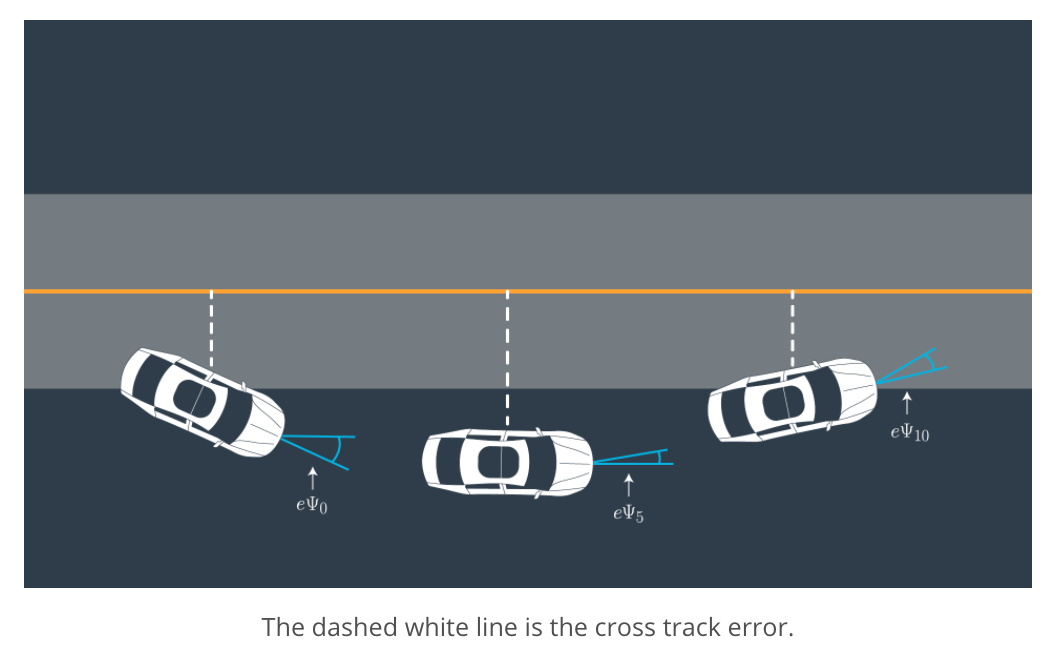 eΨ₁₀
eΨ₀
eΨ₅
The dashed white line is the cross track error.